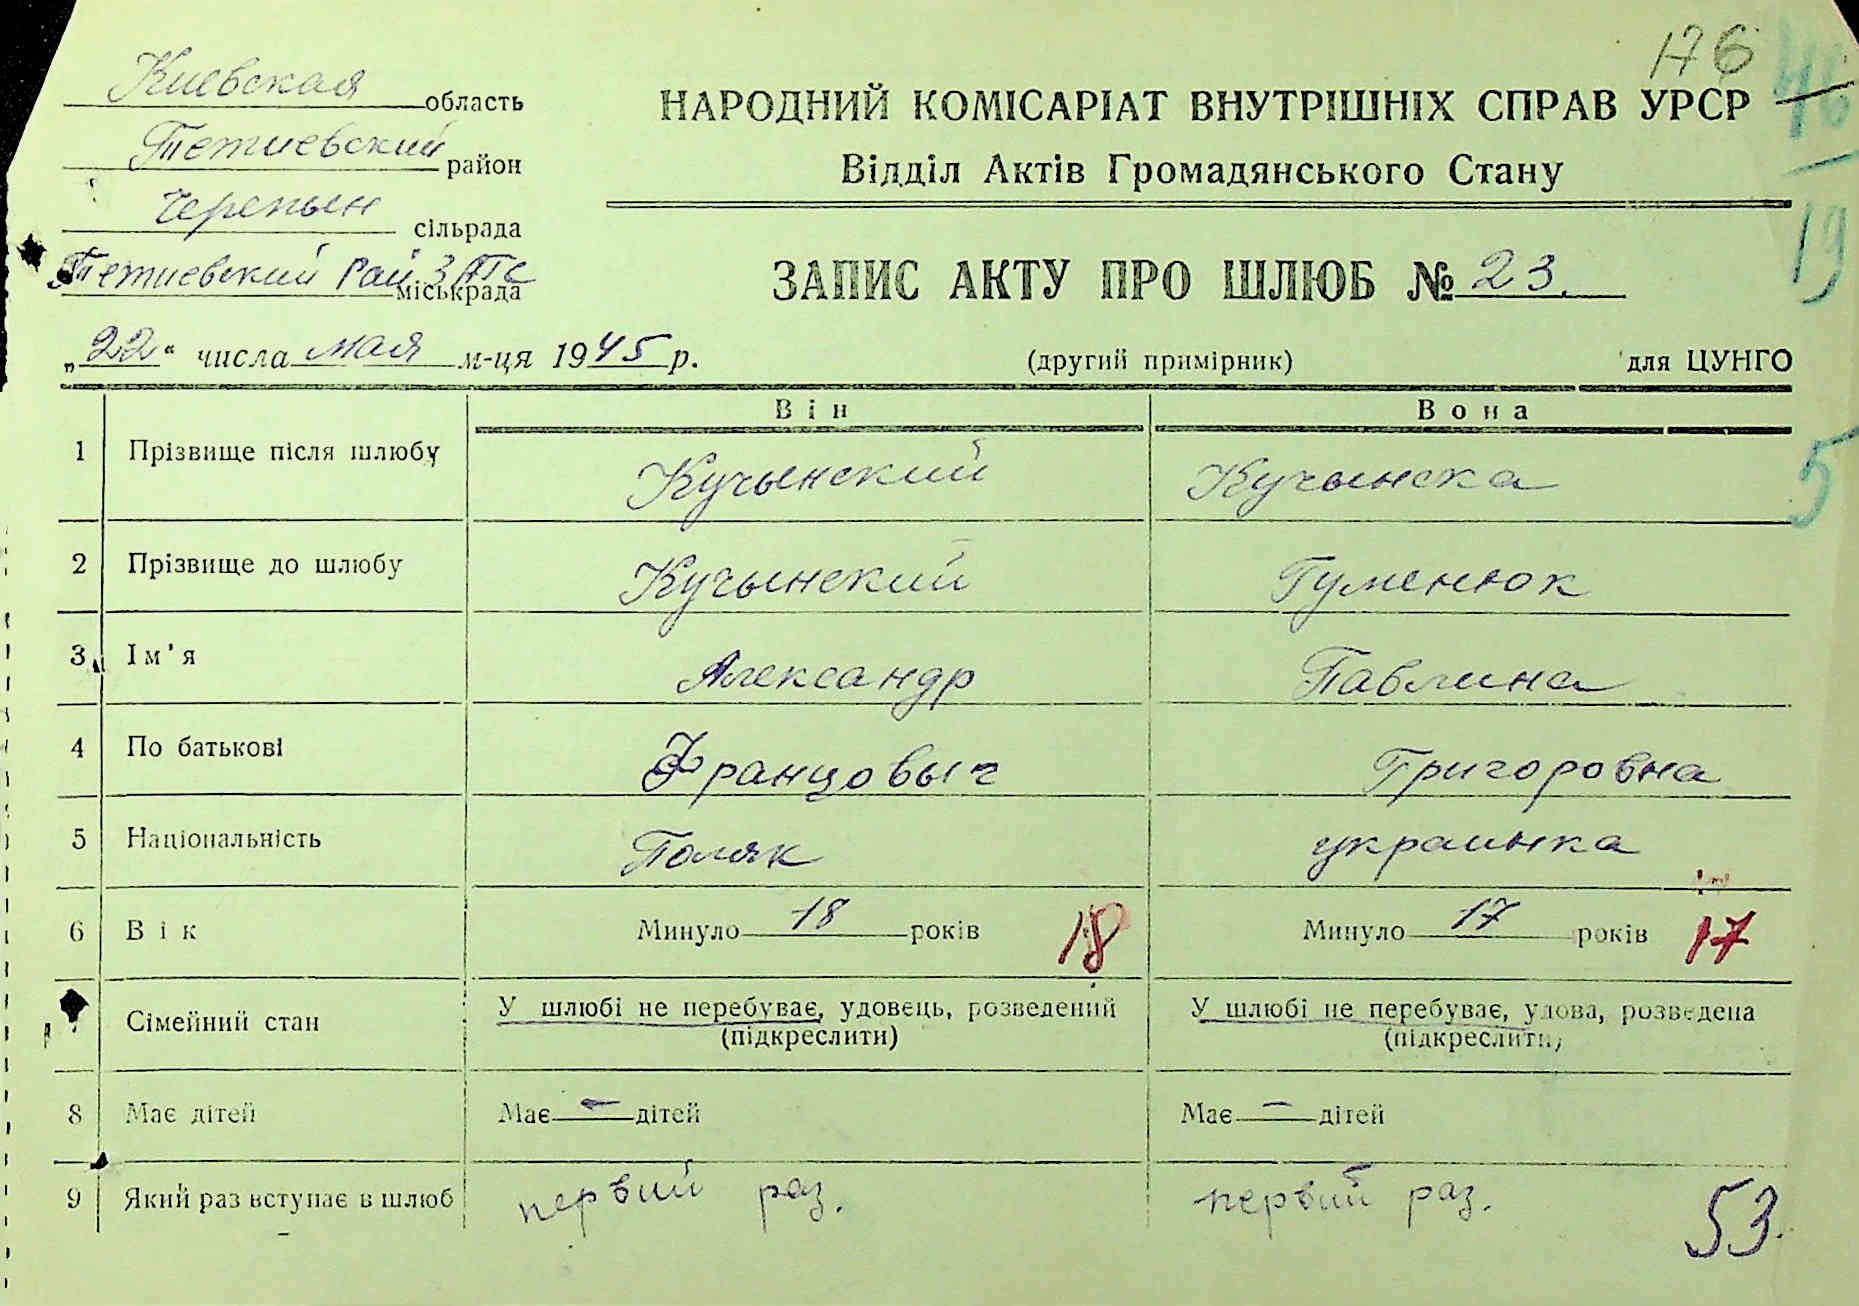 176
Киевская область
Тетиевский район
Черепын сільрада
Тетиевский Рай ЗАГС міськрада
НАРОДНИЙ КОМІСАРІАТ ВНУТРІШНІХ СПРАВ УРСР
Відділ Актів Громадянського Стану
ЗАПИС АКТУ ПРО ШЛЮБ № 23.
46
19
5
„22“ числа мая м-ця 1945 р. (другий примірник) для ЦУНГО
Він Вона
1 Прізвище після шлюбу Кучынский Кучынска
2 Прізвище до шлюбу Кучынский Гуменюк
3 Ім'я Александр Павлина
4 По батькові Францовыч Григоровна
5 Національність Поляк украинка
6 Вік Минуло 18 років 18 Минуло 17 років 17
7 Сімейний стан У шлюбі не перебуває, удовець, розведений У шлюбі не перебуває, удова, розведена
(підкреслити) (підкреслити)
8 Має дітей Має — дітей Має — дітей
9 Який раз вступає в шлюб первий раз. первий раз.
53.